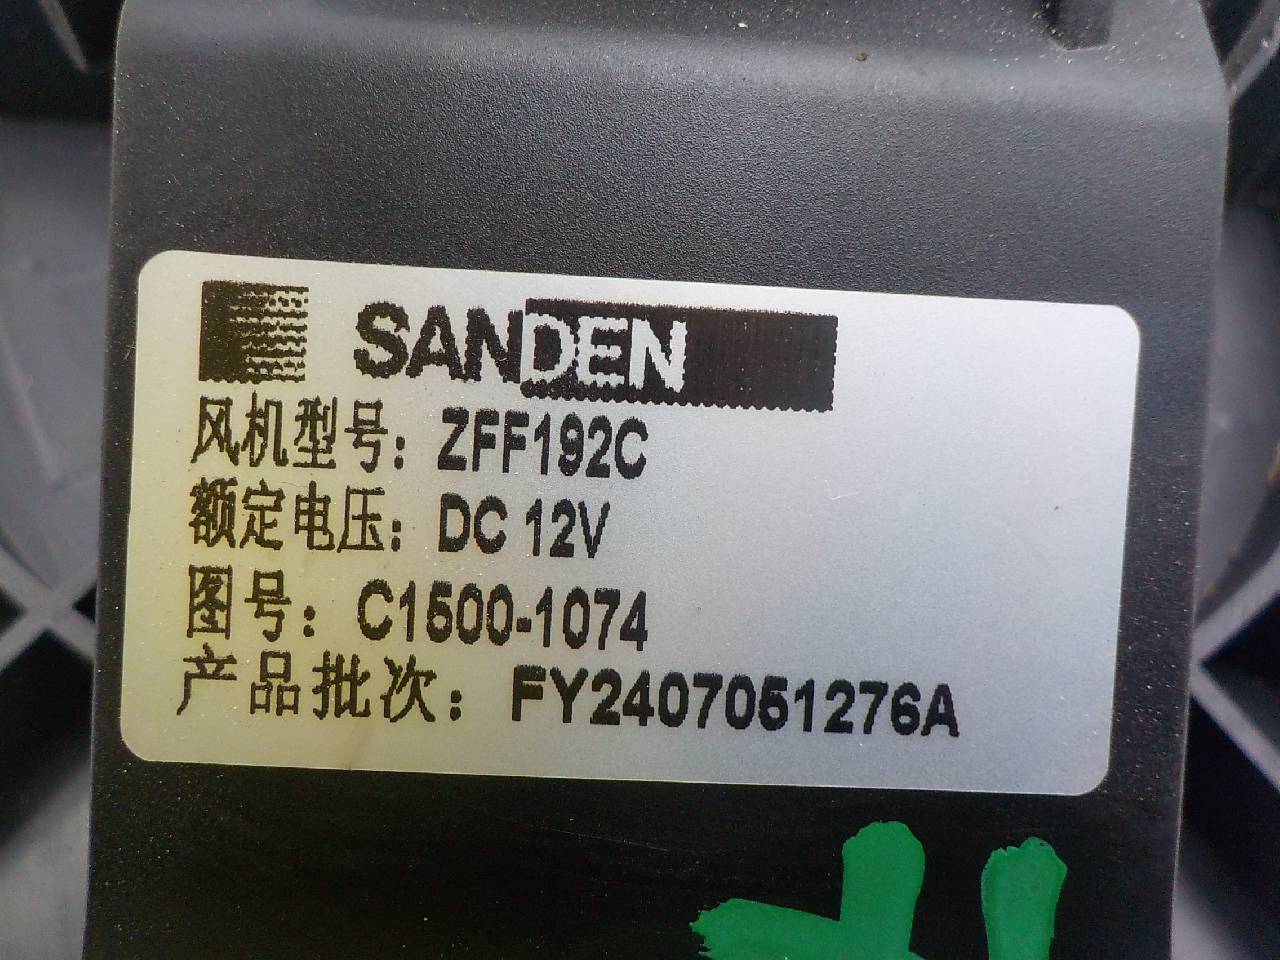 SANDEN
风机型号: ZFF192C
额定电压: DC 12V
图号: C1500-1074
产品批次: FY2407051276A